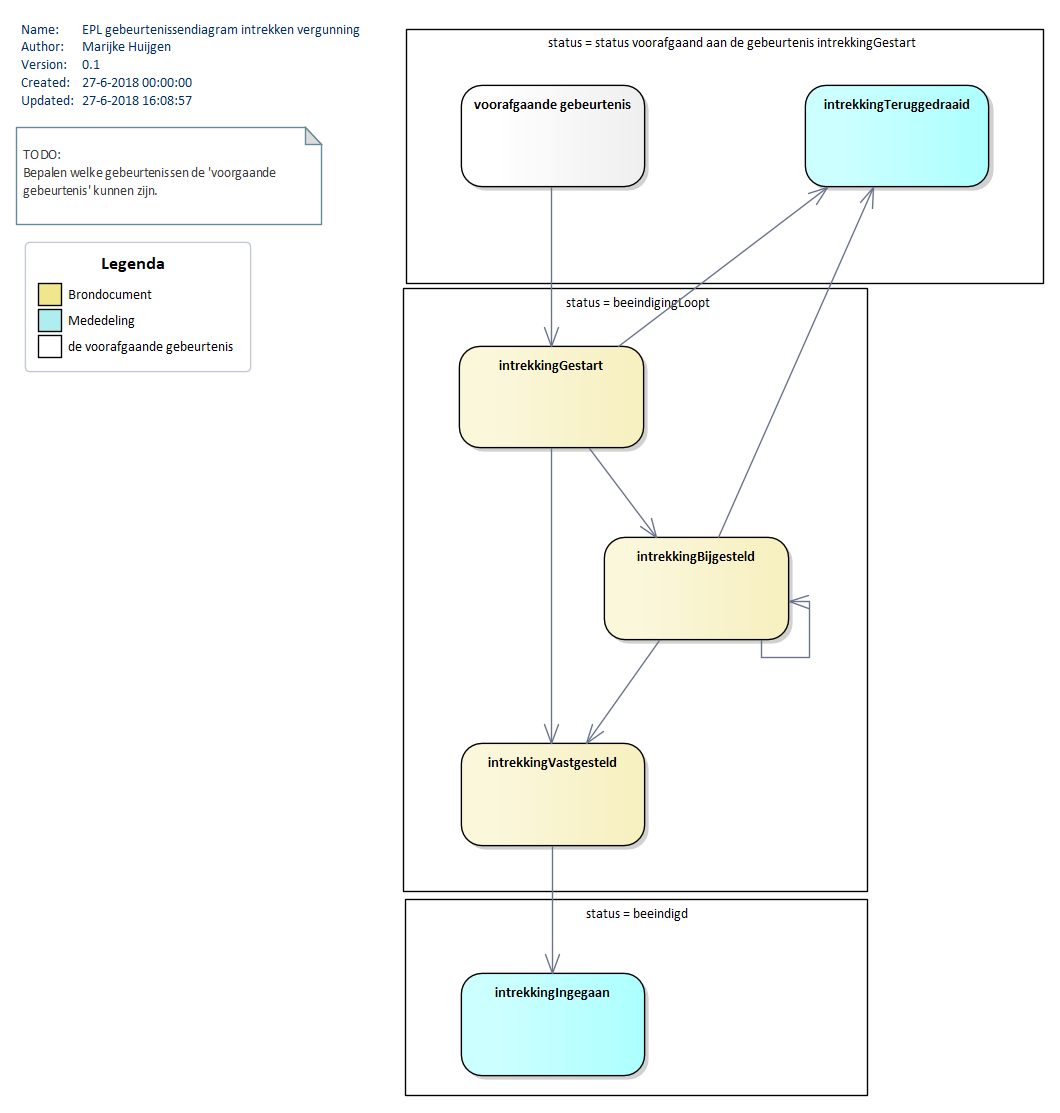 Name: EPL gebeurtenissendiagram intrekken vergunning
Author: Marijke Huijgen
Version: 0.1
Created: 27-6-2018 00:00:00
Updated: 27-6-2018 16:08:57
TODO:
Bepalen welke gebeurtenissen de 'voorgaande
gebeurtenis' kunnen zijn.
Legenda
Brondocument
Mededeling
de voorafgaande gebeurtenis
status = status voorafgaand aan de gebeurtenis intrekkingGestart
voorafgaande gebeurtenis
intrekkingTeruggedraaid
status = beeindigingLoopt
intrekkingGestart
intrekkingBijgesteld
intrekkingVastgesteld
status = beeindigd
intrekkingIngegaan